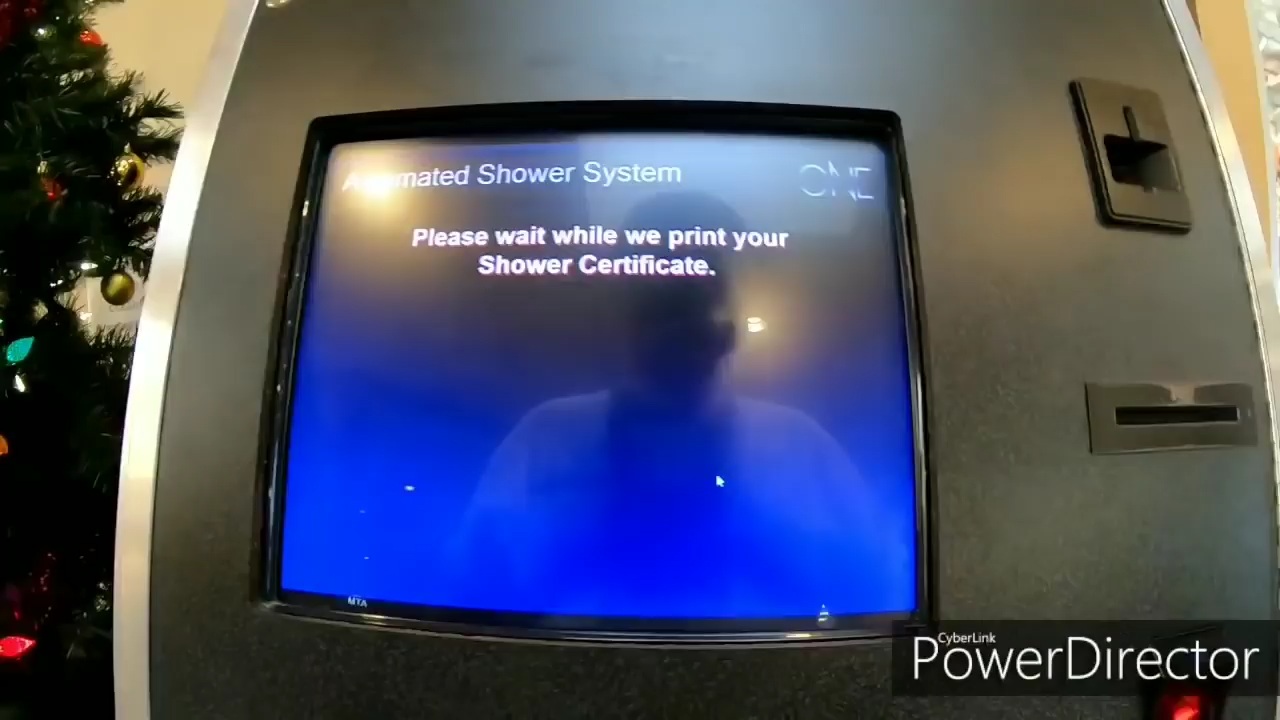 Automated Shower System
ONE
Please wait while we print your
Shower Certificate.
MTA
CyberLink
PowerDirector